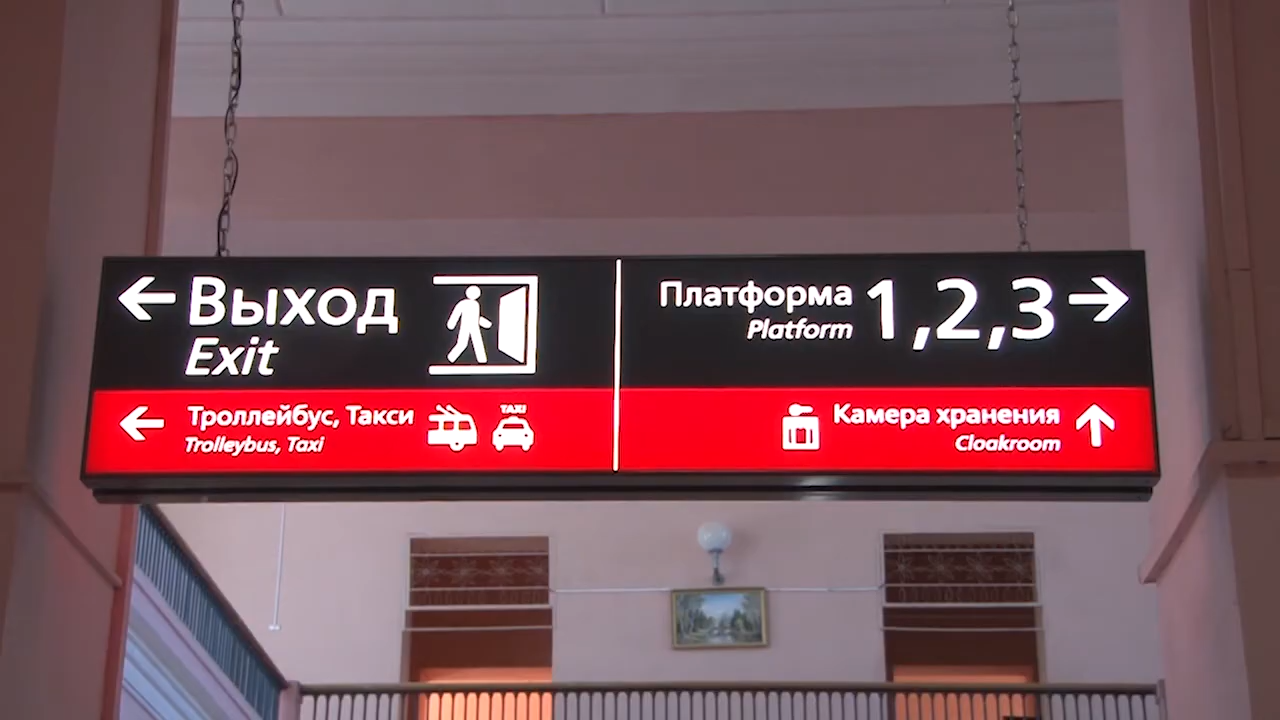 Выход
Exit
Троллейбус, Такси
Trolleybus, Taxi
TAXI
Платформа 1,2,3
Platform
Камера хранения
Cloakroom